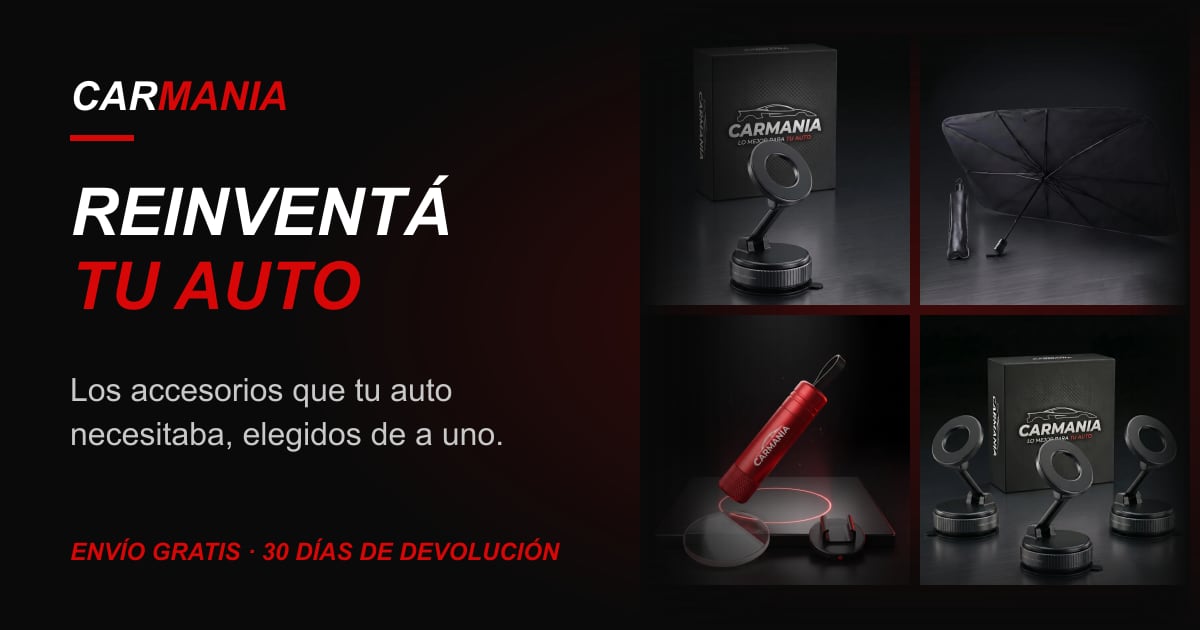 CARMANIA
REINVENTÁ
TU AUTO
Los accesorios que tu auto
necesitaba, elegidos de a uno.
ENVÍO GRATIS · 30 DÍAS DE DEVOLUCIÓN
CARMANIA
CARMANIA
LO MEJOR PARA TU AUTO
CARMANIA
CARMANIA
CARMANIA
CARMANIA
LO MEJOR PARA TU AUTO